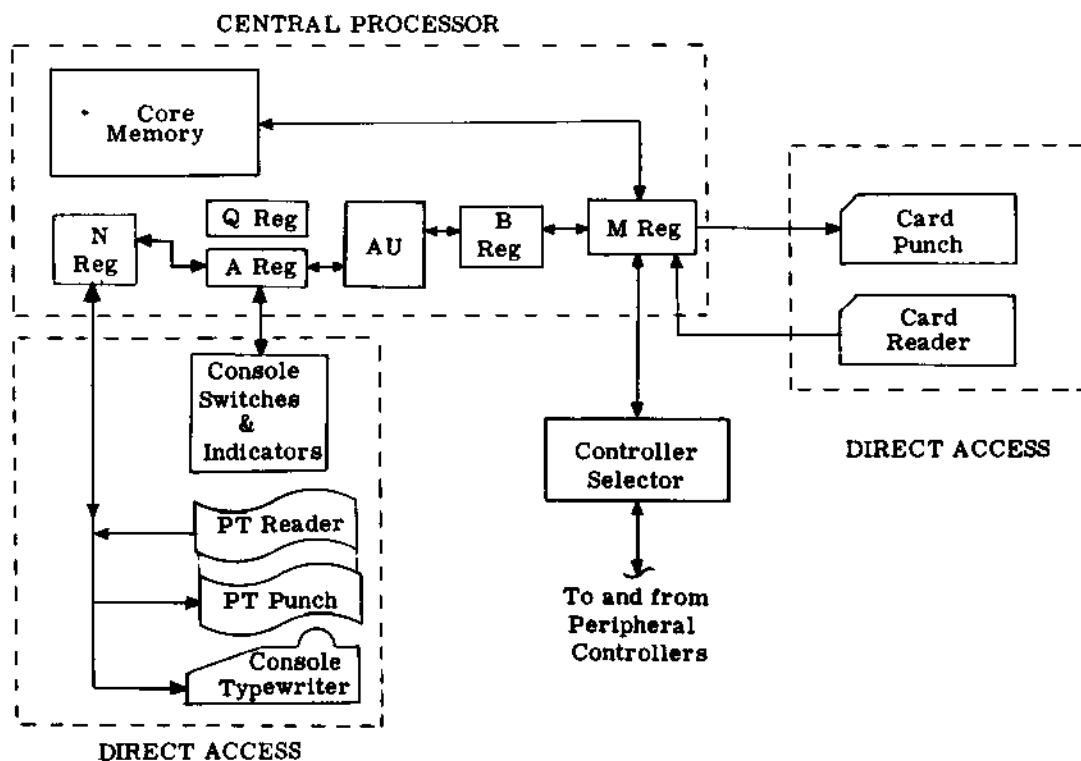 CENTRAL PROCESSOR
Core
Memory
Q Reg
N
Reg
A Reg
AU
B
Reg
M Reg
Card
Punch
Card
Reader
DIRECT ACCESS
Console
Switches
&
Indicators
Controller
Selector
PT Reader
PT Punch
Console
Typewriter
To and from
Peripheral
Controllers
DIRECT ACCESS